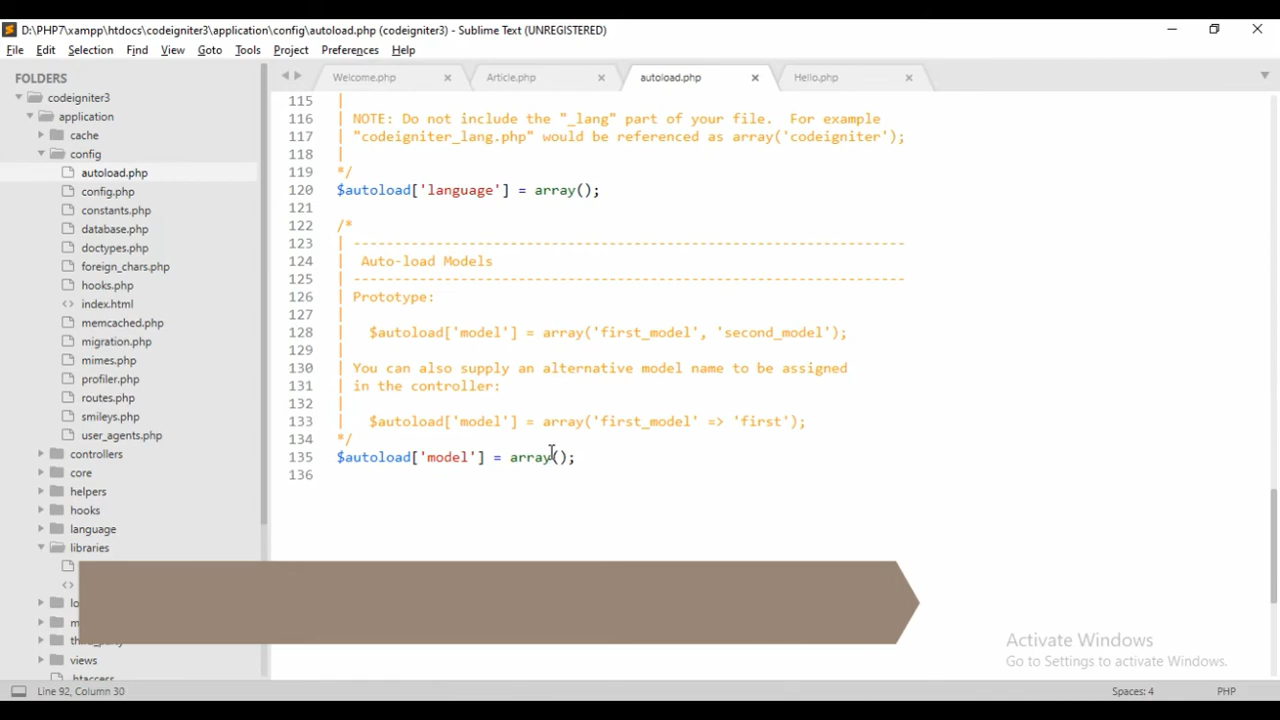 D:\PHP7\xampp\htdocs\codeigniter3\application\config\autoload.php (codeigniter3) - Sublime Text (UNREGISTERED)
File Edit Selection Find View Goto Tools Project Preferences Help
FOLDERS
codeigniter3
application
cache
config
autoload.php
config.php
constants.php
database.php
doctypes.php
foreign_chars.php
hooks.php
index.html
memcached.php
migration.php
mimes.php
profiler.php
routes.php
smileys.php
user_agents.php
controllers
core
helpers
hooks
language
libraries
views
.htaccess
Welcome.php Article.php autoload.php Hello.php
115 |
116 | NOTE: Do not include the "_lang" part of your file.  For example
117 | "codeigniter_lang.php" would be referenced as array('codeigniter');
118 |
119 */
120 $autoload['language'] = array();
121
122 /*
123 | -------------------------------------------------------------------
124 |  Auto-load Models
125 | -------------------------------------------------------------------
126 | Prototype:
127 |
128 |   $autoload['model'] = array('first_model', 'second_model');
129 |
130 | You can also supply an alternative model name to be assigned
131 | in the controller:
132 |
133 |   $autoload['model'] = array('first_model' => 'first');
134 */
135 $autoload['model'] = array();
136
Activate Windows
Go to Settings to activate Windows.
Line 92, Column 30 Spaces: 4 PHP